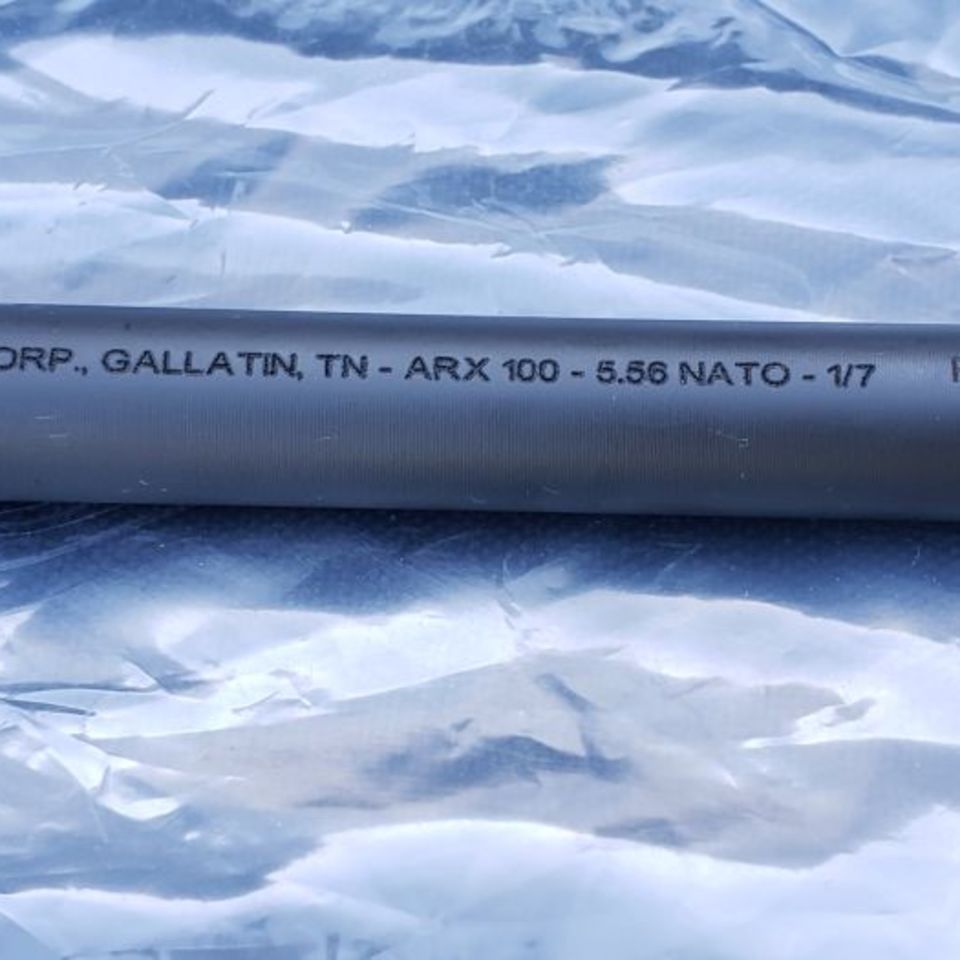 ORP., GALLATIN, TN - ARX 100 - 5.56 NATO - 1/7